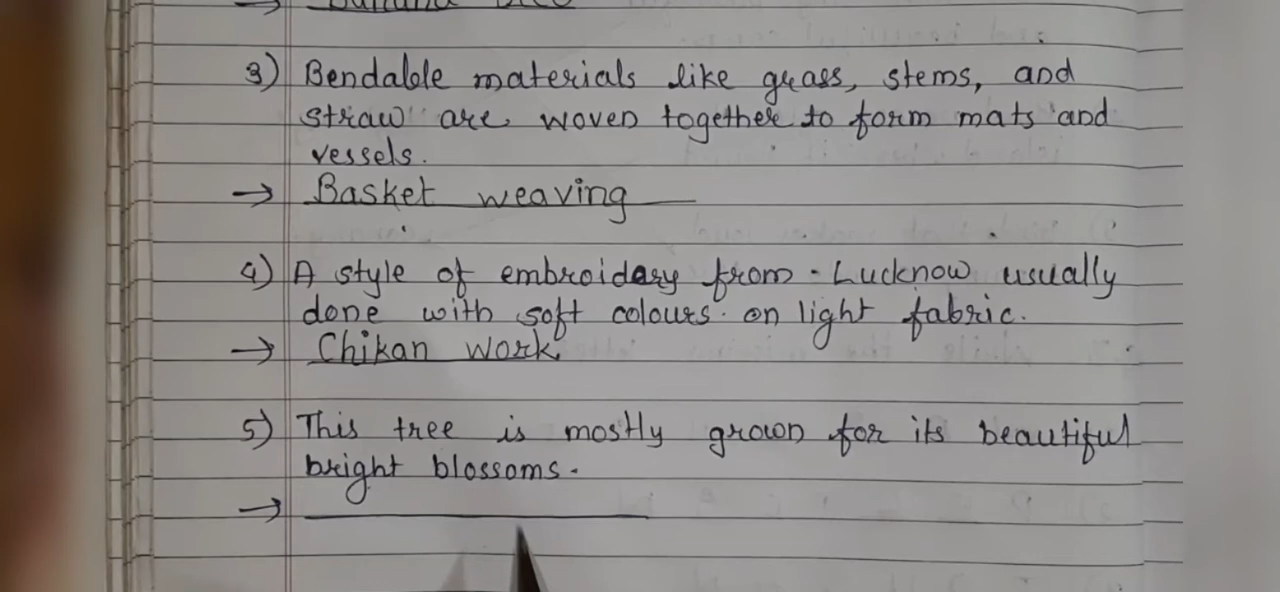 3) Bendable materials like grass, stems, and
straw are woven together to form mats and
vessels.
→ Basket weaving
4) A style of embroidery from Lucknow usually
done with soft colours on light fabric.
→ Chikan work
5) This tree is mostly grown for its beautiful
bright blossoms.
→